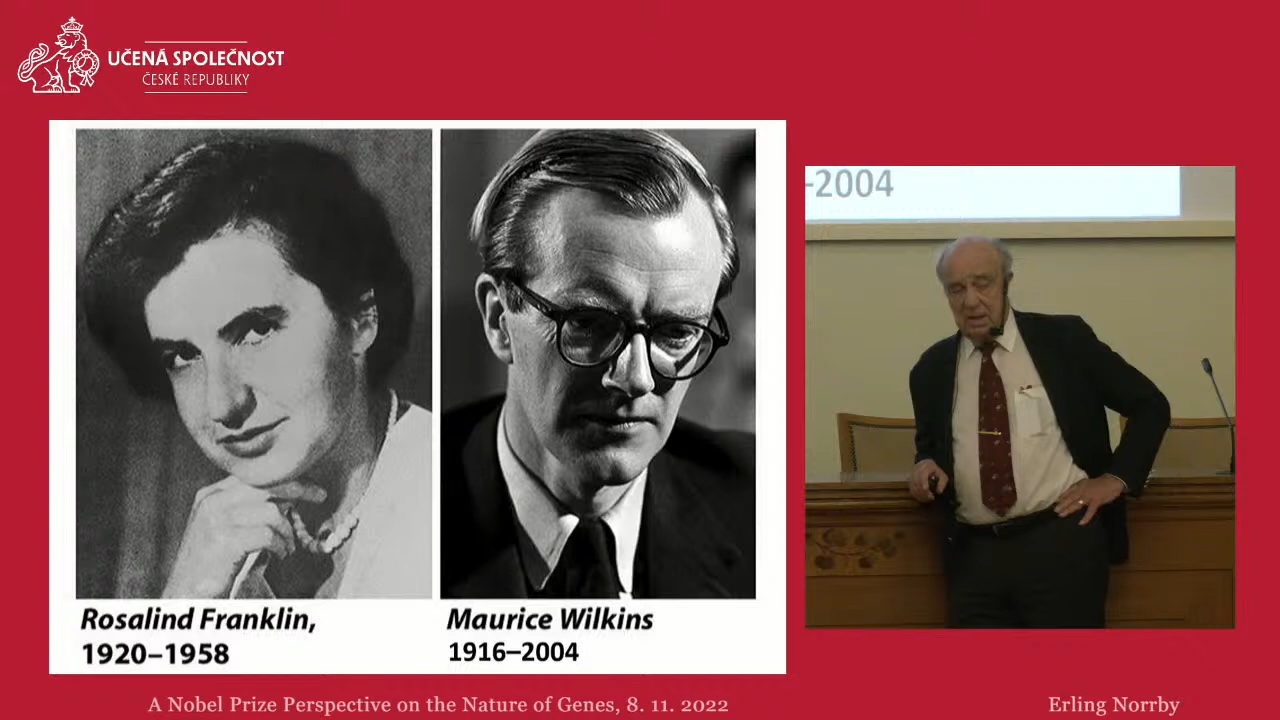 UČENÁ SPOLEČNOST
ČESKÉ REPUBLIKY
-2004
Rosalind Franklin,
1920–1958
Maurice Wilkins
1916–2004
A Nobel Prize Perspective on the Nature of Genes, 8. 11. 2022
Erling Norrby